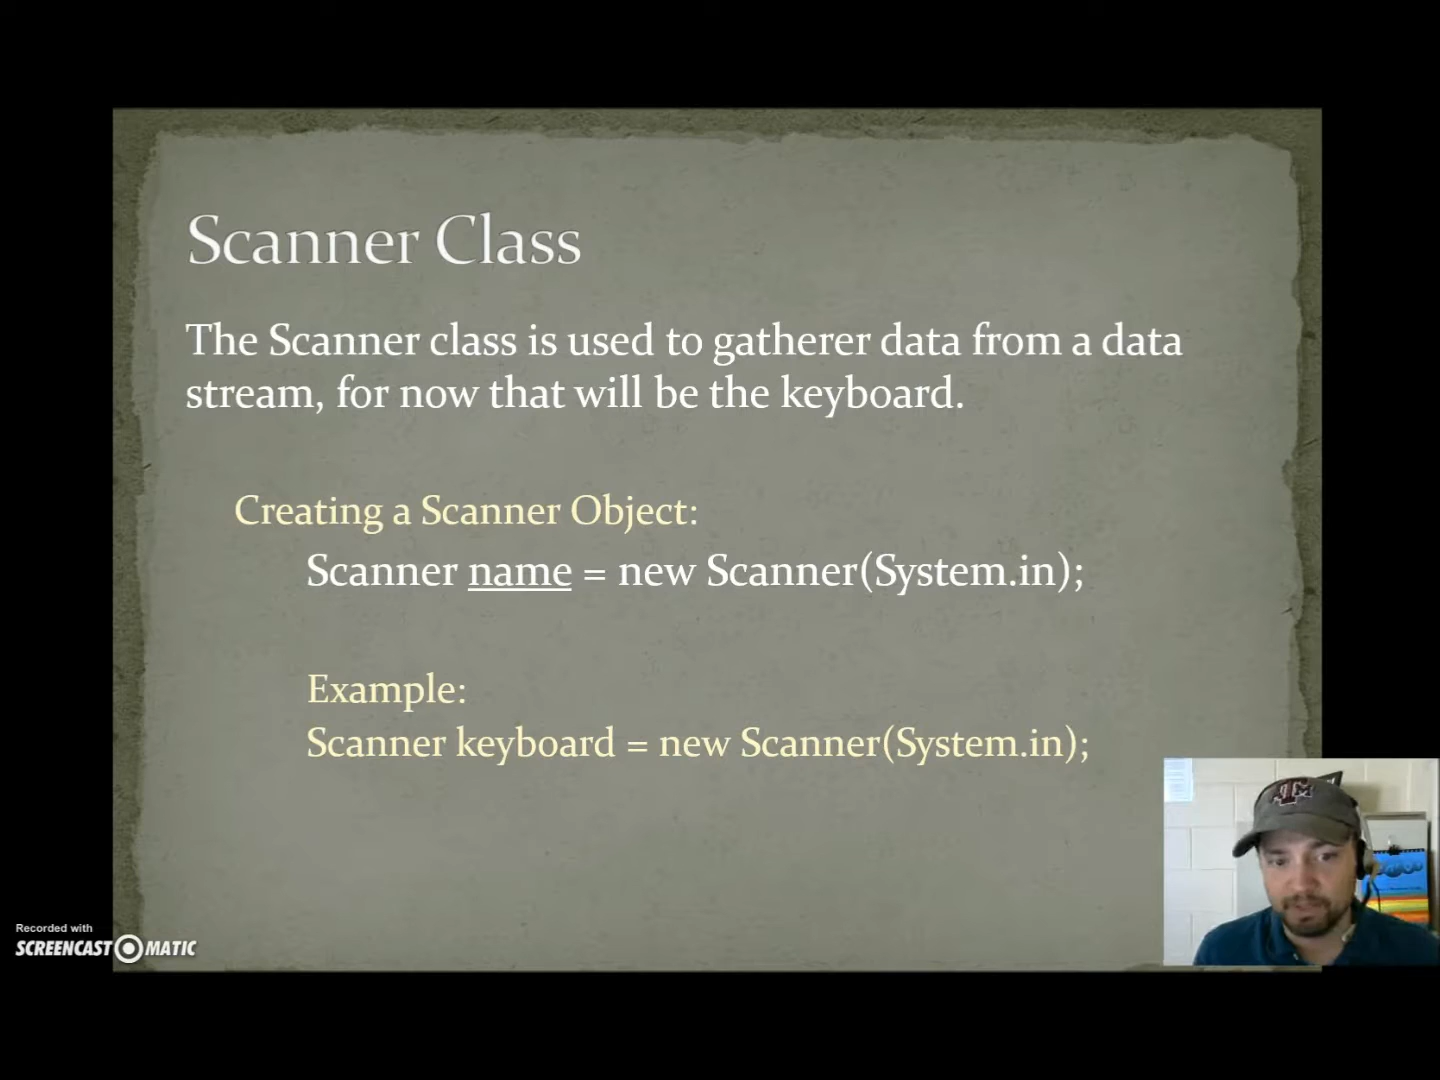 Scanner Class
The Scanner class is used to gatherer data from a data
stream, for now that will be the keyboard.
Creating a Scanner Object:
Scanner name = new Scanner(System.in);
Example:
Scanner keyboard = new Scanner(System.in);
Recorded with
SCREENCAST MATIC
ATM